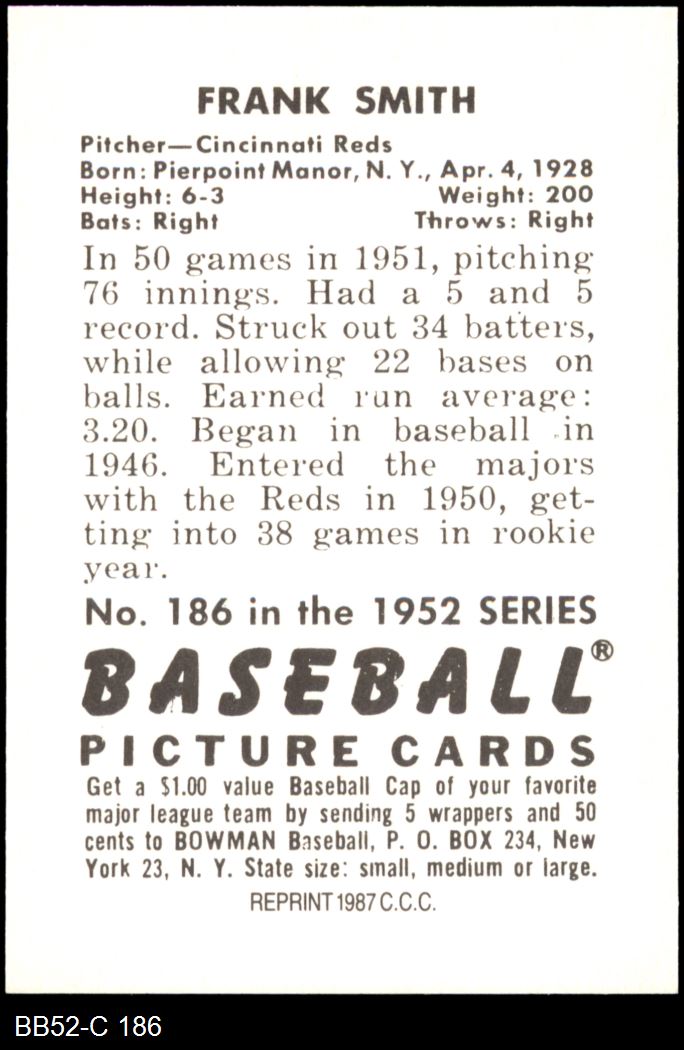 FRANK SMITH
Pitcher—Cincinnati Reds
Born: Pierpoint Manor, N. Y., Apr. 4, 1928
Height: 6-3 Weight: 200
Bats: Right Throws: Right
In 50 games in 1951, pitching
76 innings. Had a 5 and 5
record. Struck out 34 batters,
while allowing 22 bases on
balls. Earned run average:
3.20. Began in baseball in
1946. Entered the majors
with the Reds in 1950, get-
ting into 38 games in rookie
year.
No. 186 in the 1952 SERIES
BASEBALL®
PICTURE CARDS
Get a $1.00 value Baseball Cap of your favorite
major league team by sending 5 wrappers and 50
cents to BOWMAN Baseball, P. O. BOX 234, New
York 23, N. Y. State size: small, medium or large.
REPRINT 1987 C.C.C.
BB52-C 186